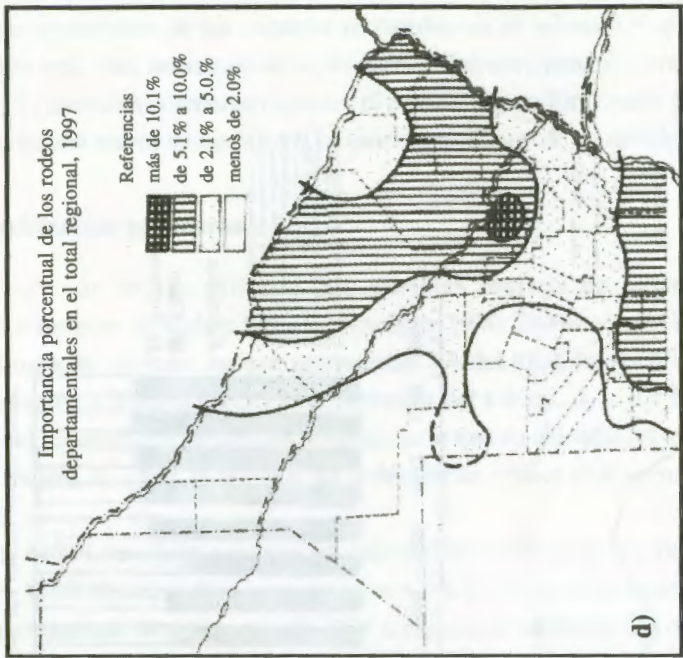 Importancia porcentual de los rodeos
departamentales en el total regional, 1997
Referencias
más de 10.1%
de 5.1% a 10.0%
de 2.1% a 5.0.%
menos de 2.0%
d)